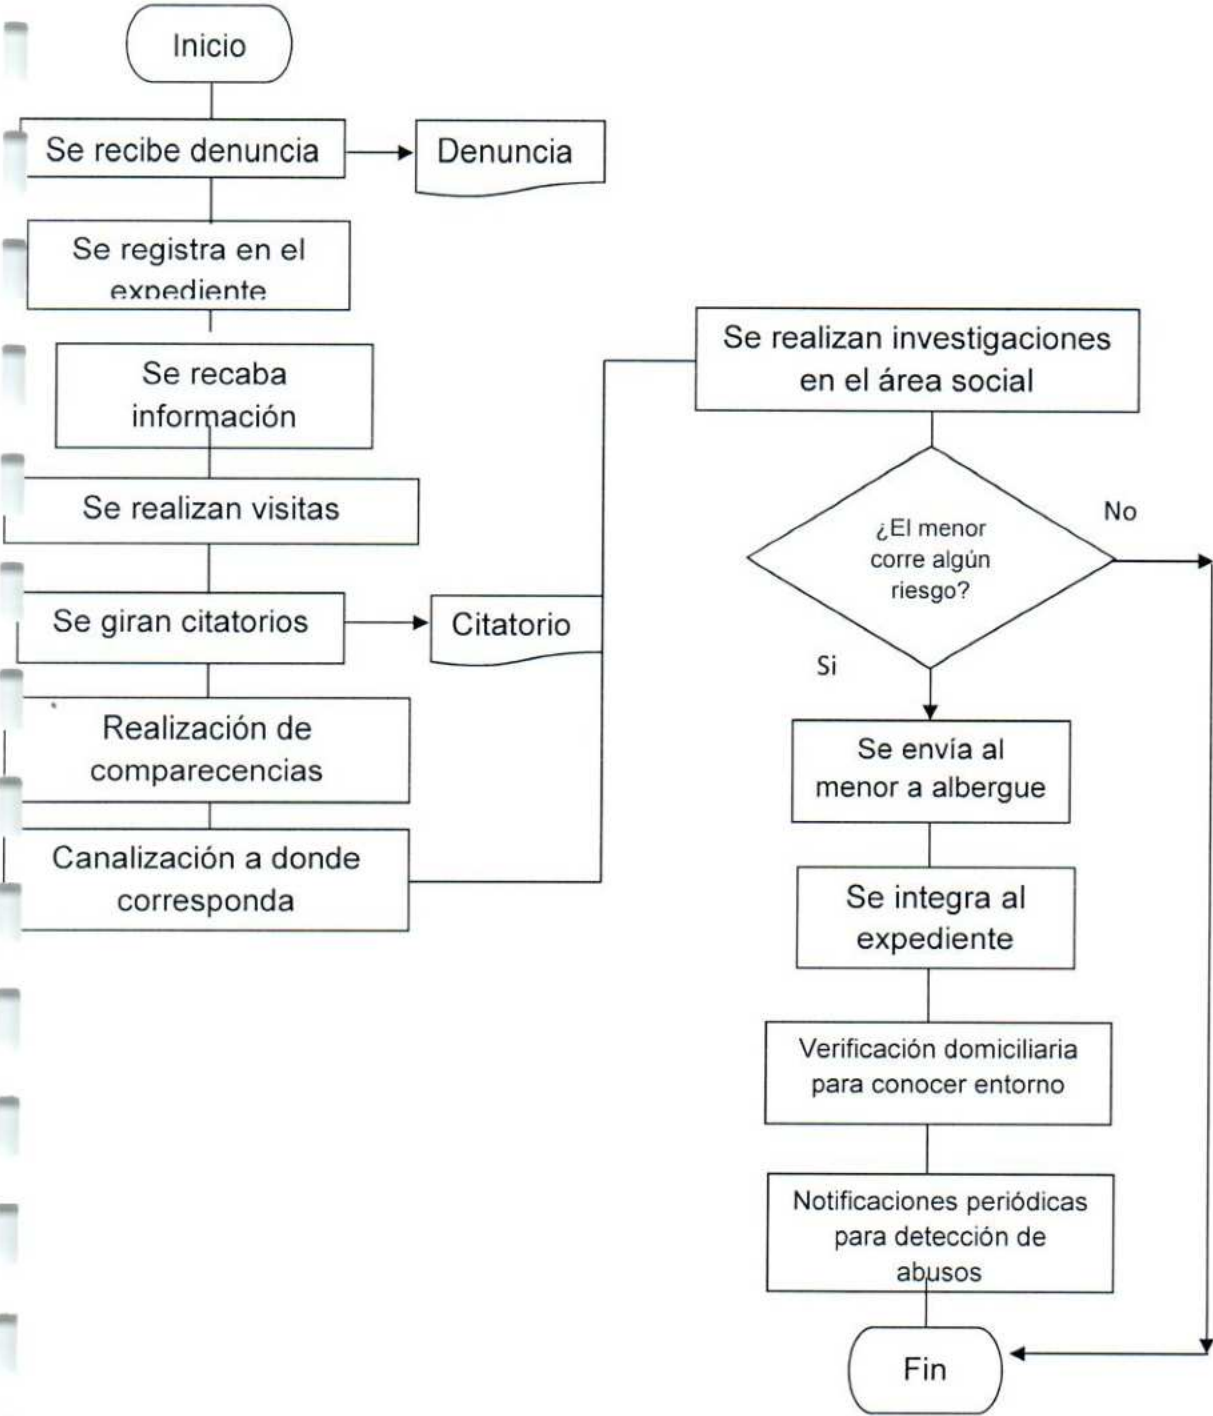 Inicio
Se recibe denuncia
Denuncia
Se registra en el
expediente
Se recaba
información
Se realizan visitas
Se giran citatorios
Citatorio
Realización de
comparecencias
Canalización a donde
corresponda
Se realizan investigaciones
en el área social
¿El menor
corre algún
riesgo?
No
Si
Se envía al
menor a albergue
Se integra al
expediente
Verificación domiciliaria
para conocer entorno
Notificaciones periódicas
para detección de
abusos
Fin